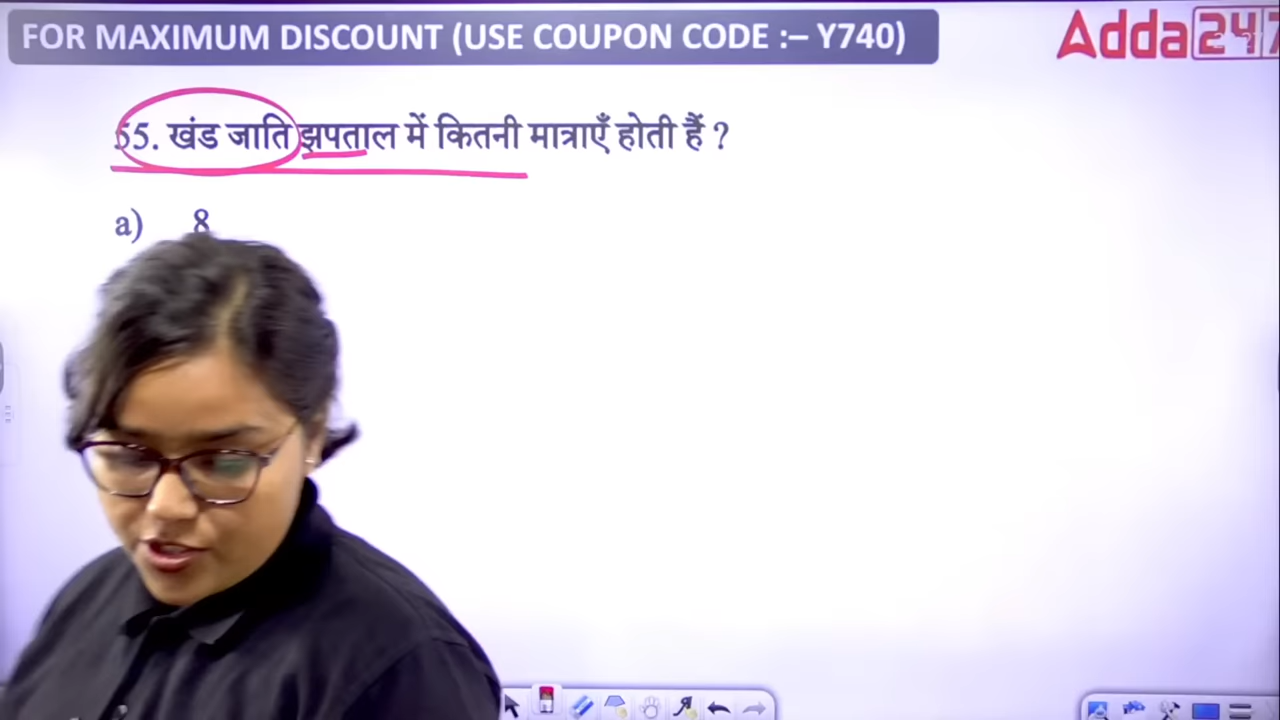 FOR MAXIMUM DISCOUNT (USE COUPON CODE :– Y740)
Adda247
55. खंड जाति झपताल में कितनी मात्राएँ होती हैं ?
a) 8